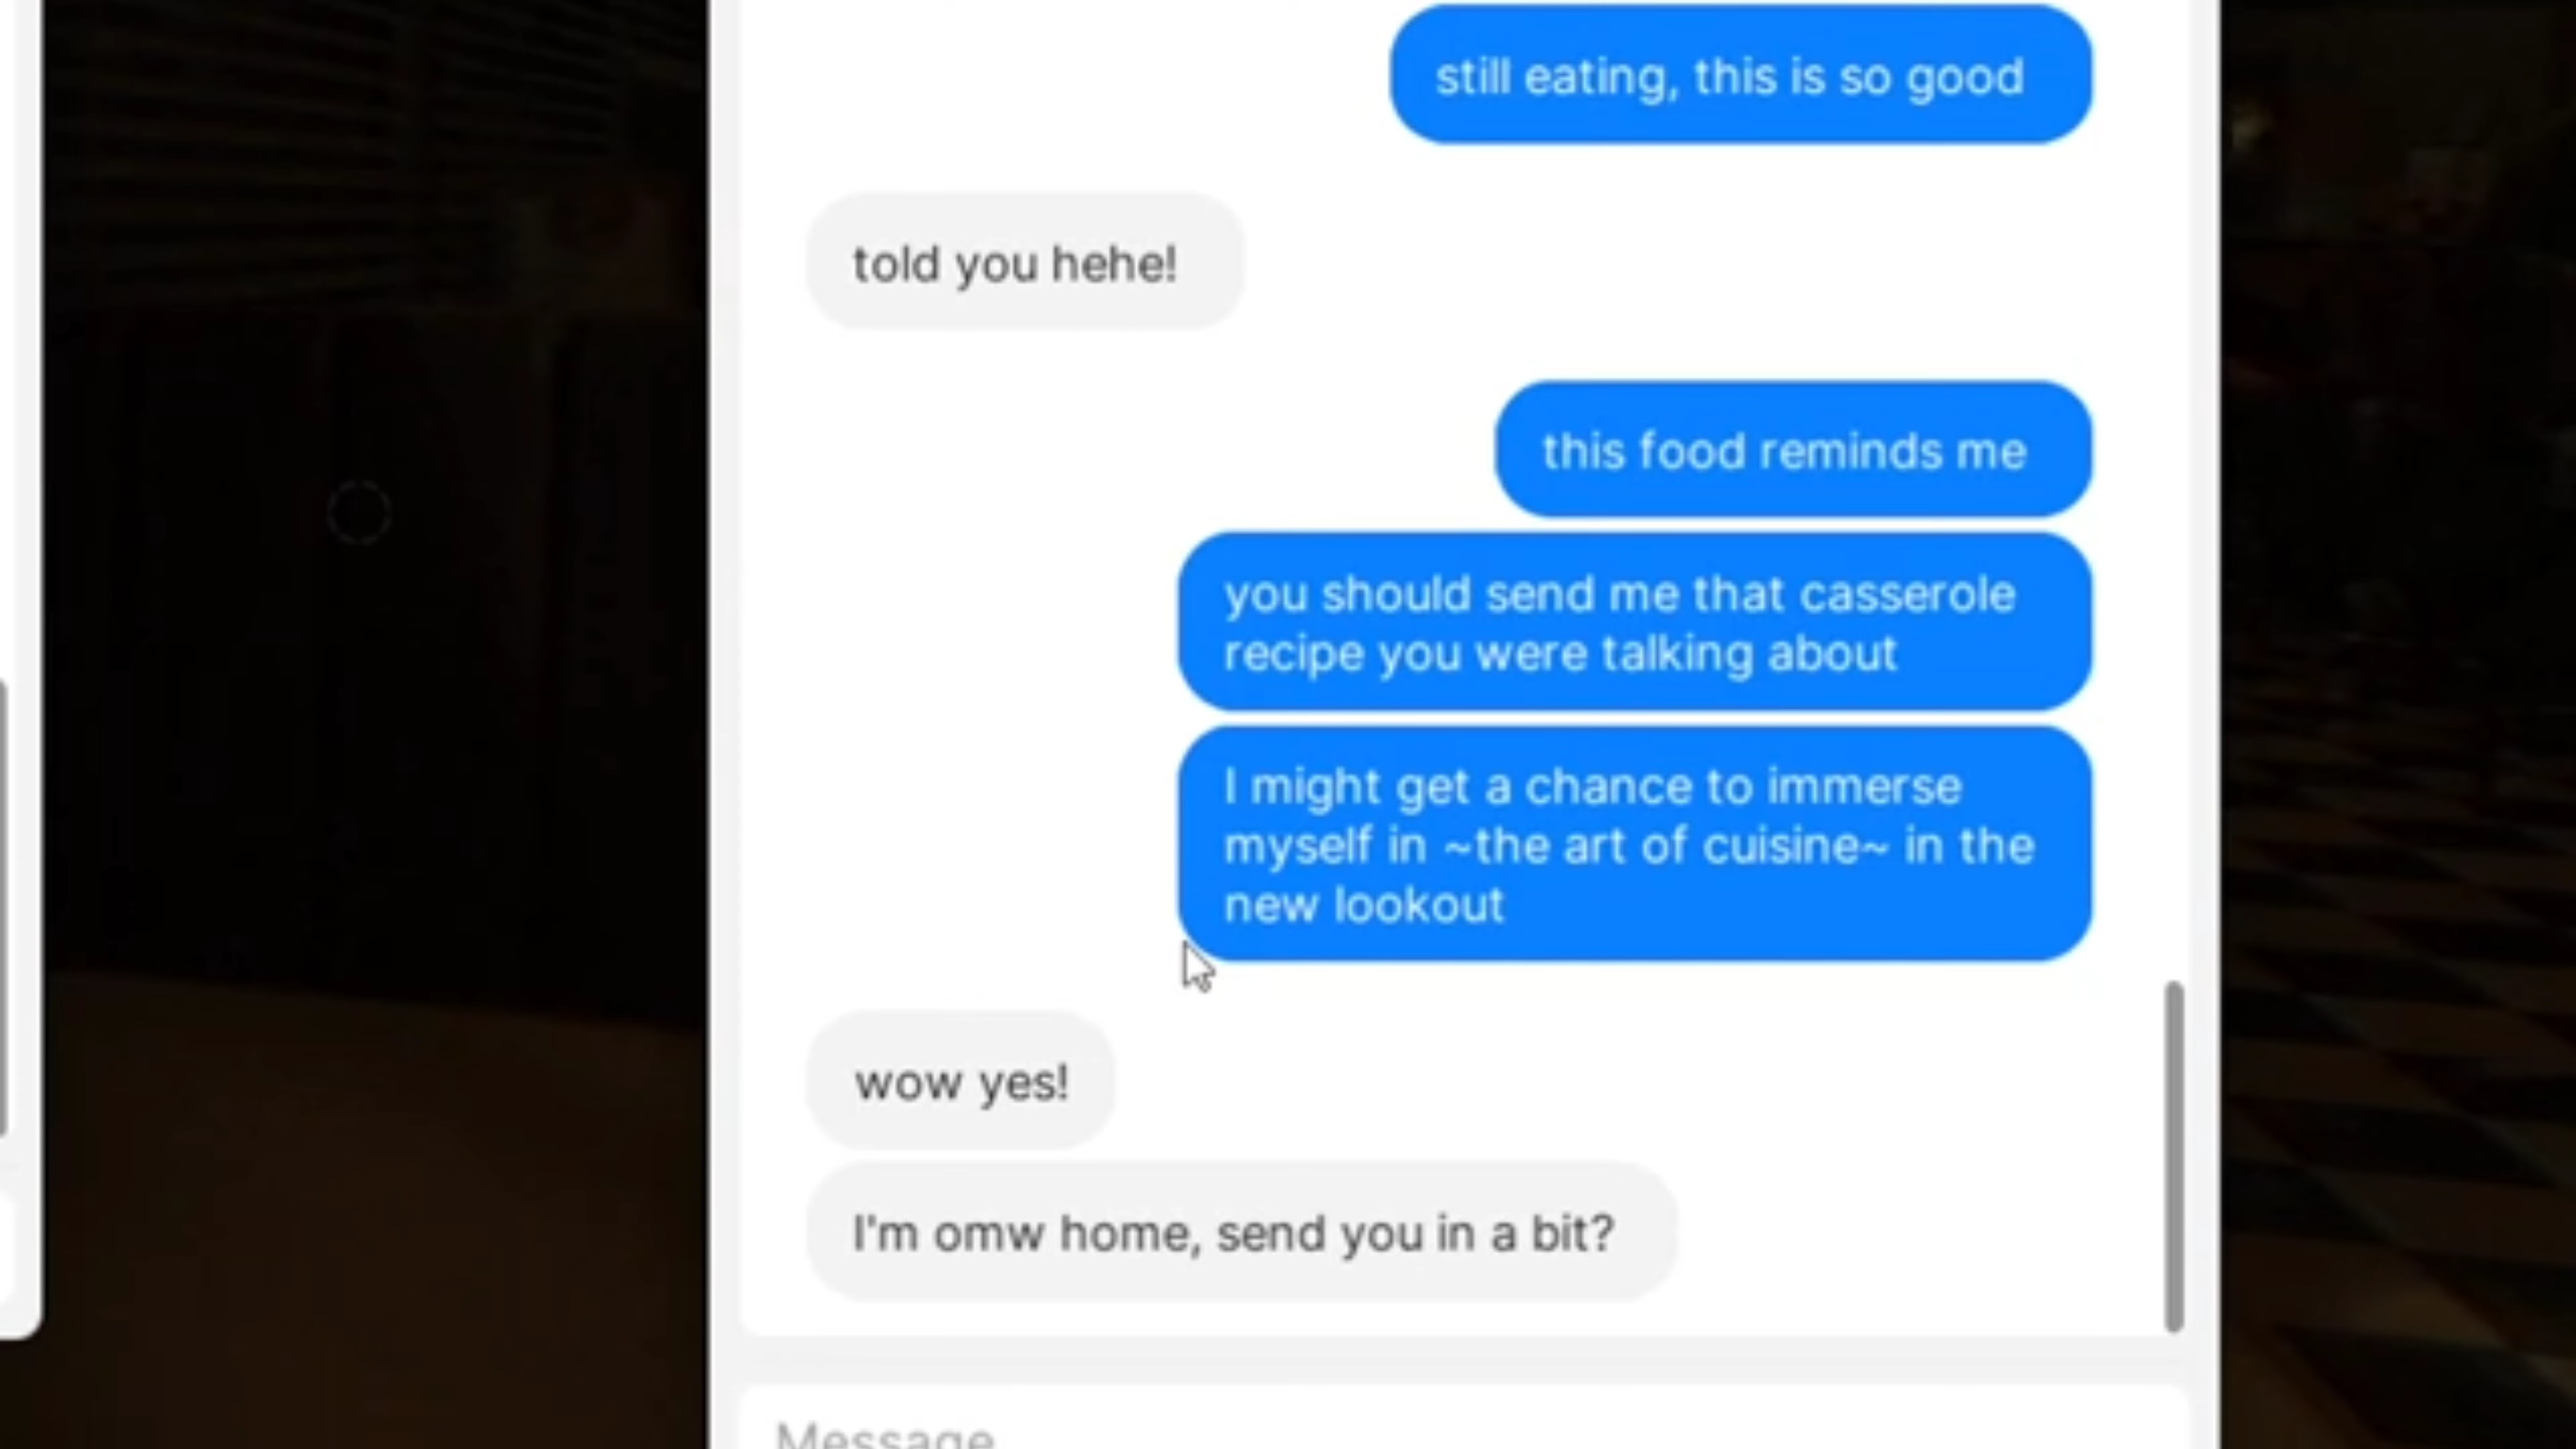 still eating, this is so good
told you hehe!
this food reminds me
you should send me that casserole
recipe you were talking about
I might get a chance to immerse
myself in ~the art of cuisine~ in the
new lookout
wow yes!
I'm omw home, send you in a bit?
Message